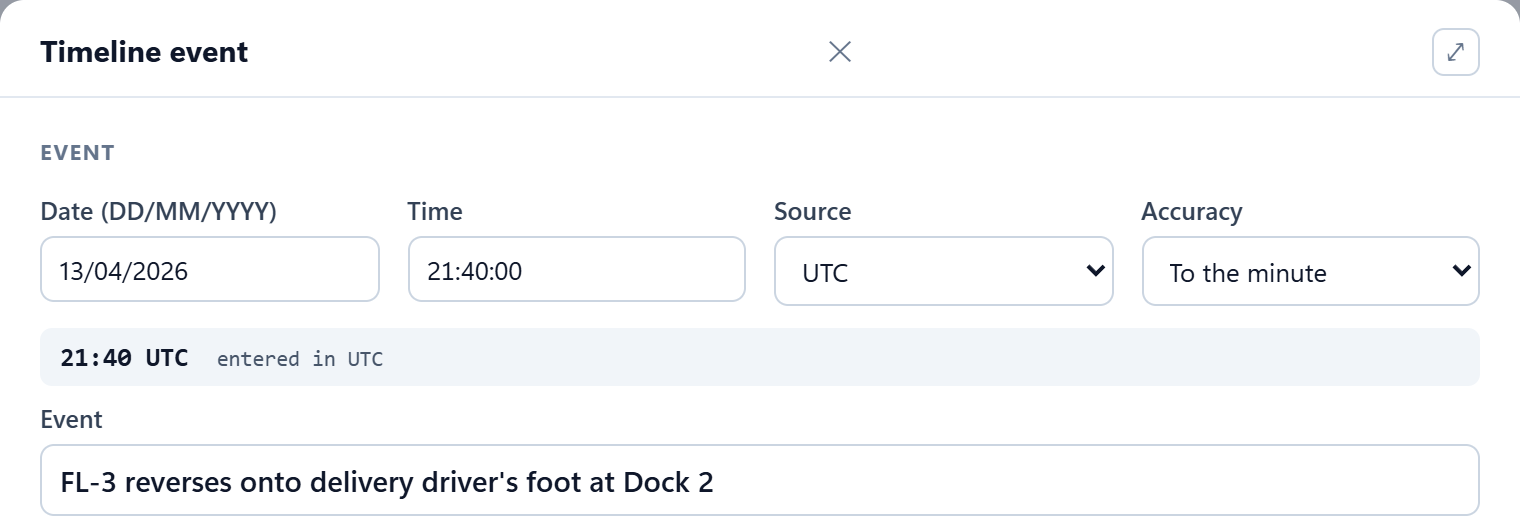 Timeline event
EVENT
Date (DD/MM/YYYY) Time Source Accuracy
13/04/2026 21:40:00 UTC To the minute
21:40 UTC entered in UTC
Event
FL-3 reverses onto delivery driver's foot at Dock 2